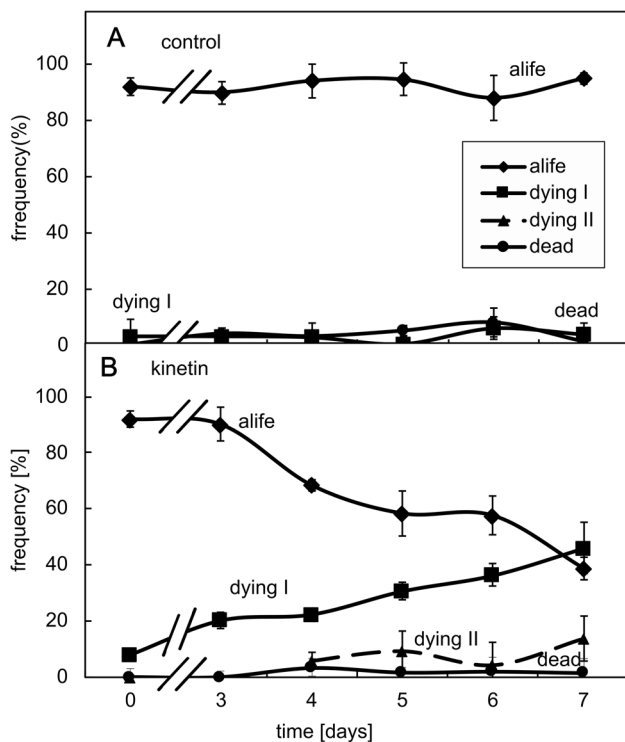 A
control
100
alife
80
frrequency(%)
60
alife
dying I
dying II
dead
40
20
dying I
dead
0
B
kinetin
100
alife
80
frequency [%]
60
40
dying I
20
dying II
dead
0
0 3 4 5 6 7
time [days]